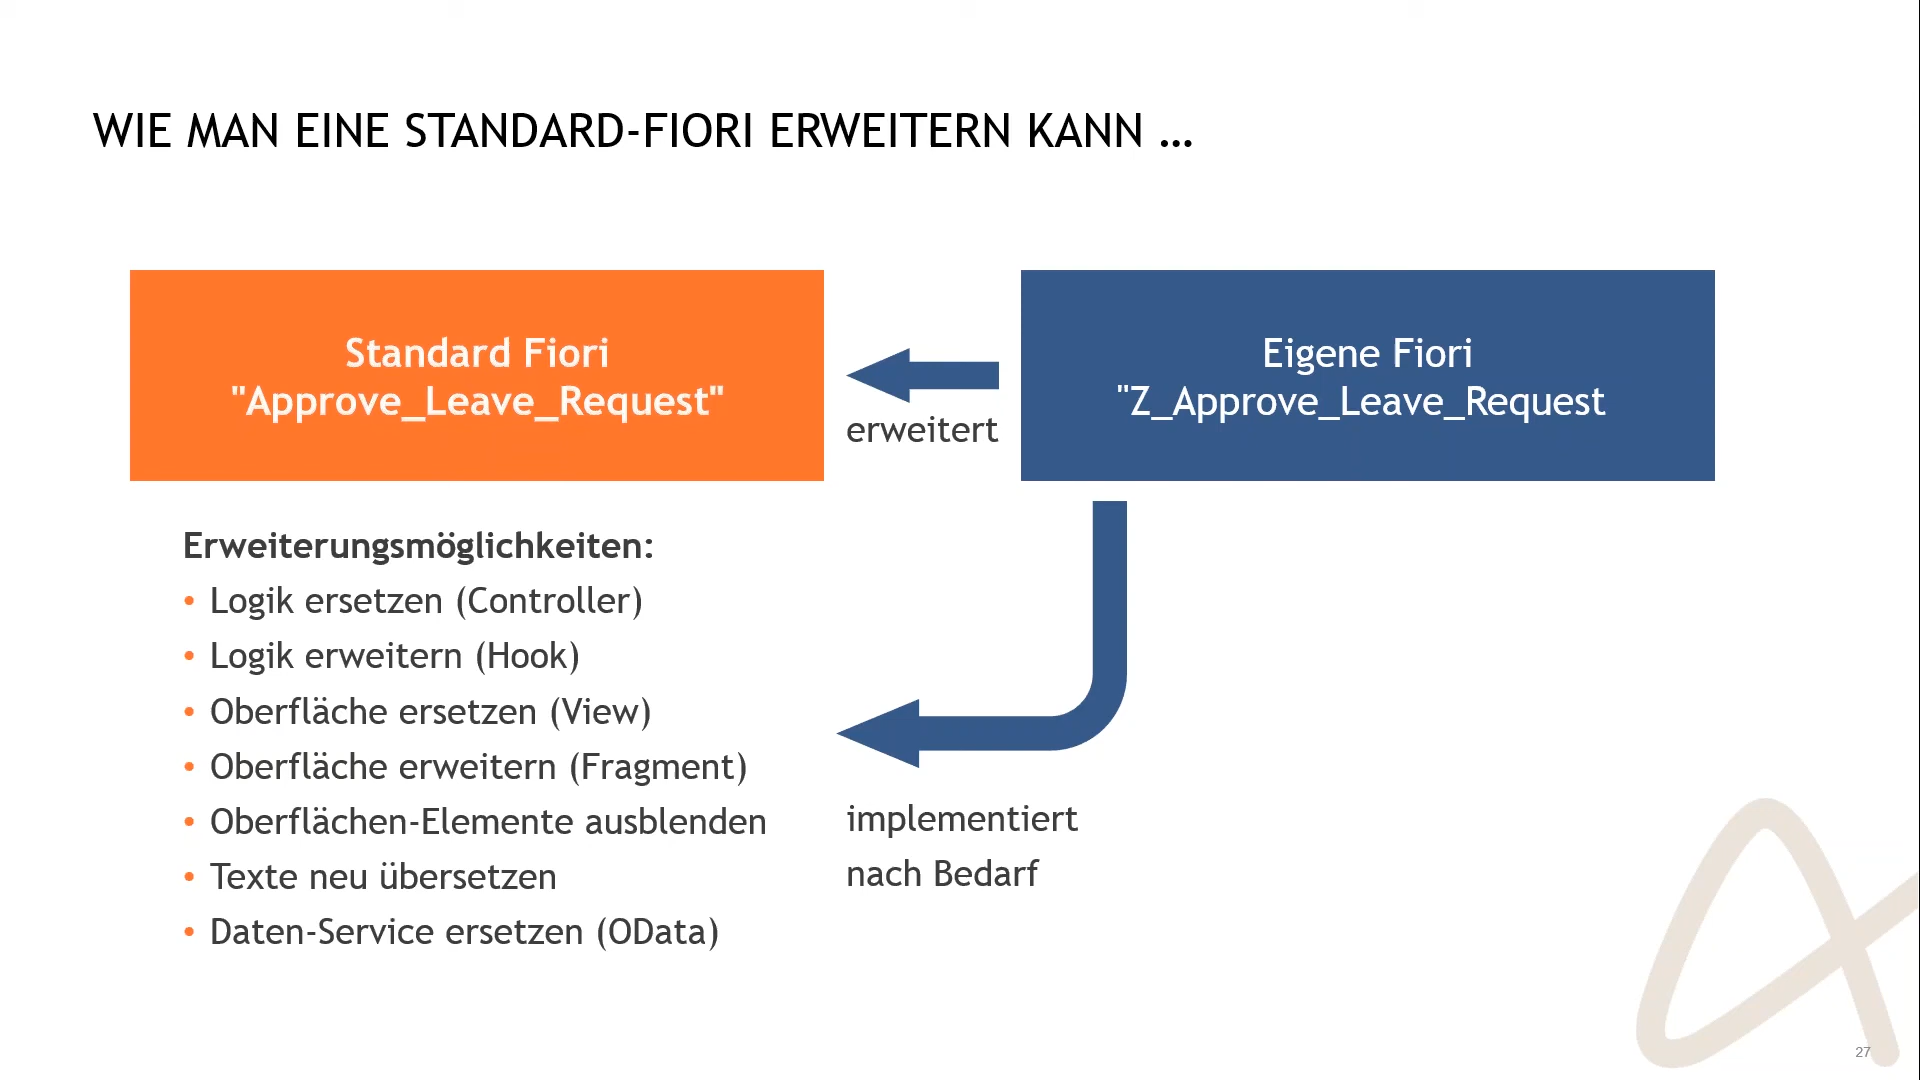 WIE MAN EINE STANDARD-FIORI ERWEITERN KANN …
Standard Fiori
"Approve_Leave_Request"
erweitert
Eigene Fiori
"Z_Approve_Leave_Request
Erweiterungsmöglichkeiten:
• Logik ersetzen (Controller)
• Logik erweitern (Hook)
• Oberfläche ersetzen (View)
• Oberfläche erweitern (Fragment)
• Oberflächen-Elemente ausblenden
• Texte neu übersetzen
• Daten-Service ersetzen (OData)
implementiert
nach Bedarf
27